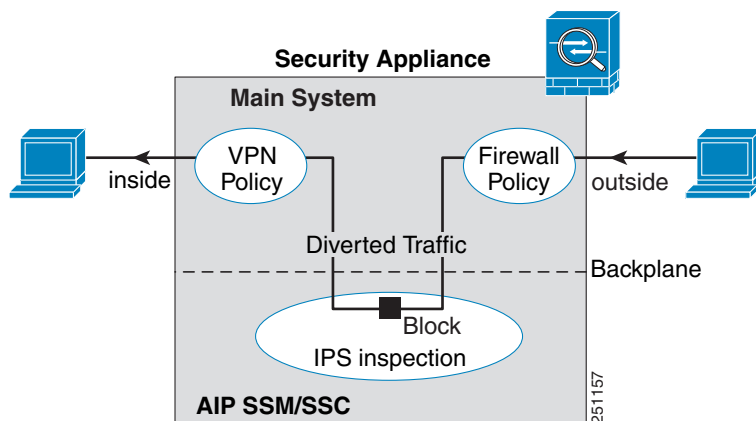 Security Appliance
Main System
VPN
Policy
Firewall
Policy
inside
outside
Diverted Traffic
Backplane
Block
IPS inspection
AIP SSM/SSC
251157